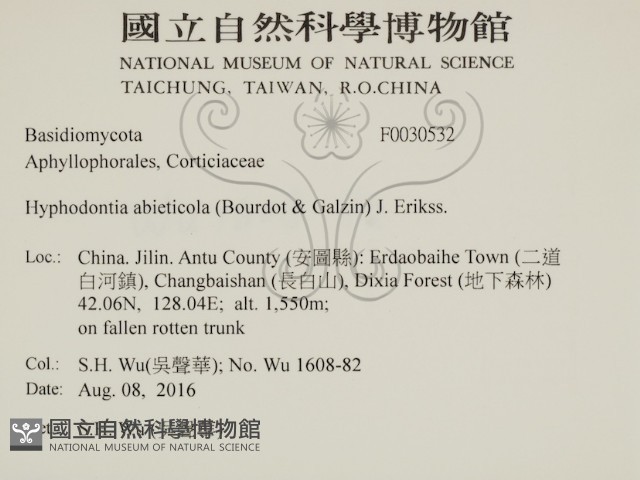 國立自然科學博物館
NATIONAL MUSEUM OF NATURAL SCIENCE
TAICHUNG, TAIWAN, R.O.CHINA
Basidiomycota F0030532
Aphyllophorales, Corticiaceae
Hyphodontia abieticola (Bourdot & Galzin) J. Erikss.
Loc.: China. Jilin. Antu County (安圖縣): Erdaobaihe Town (二道
白河鎮), Changbaishan (長白山), Dixia Forest (地下森林)
42.06N, 128.04E; alt. 1,550m;
on fallen rotten trunk
Col.: S.H. Wu(吳聲華); No. Wu 1608-82
Date: Aug. 08, 2016
國立自然科學博物館
NATIONAL MUSEUM OF NATURAL SCIENCE